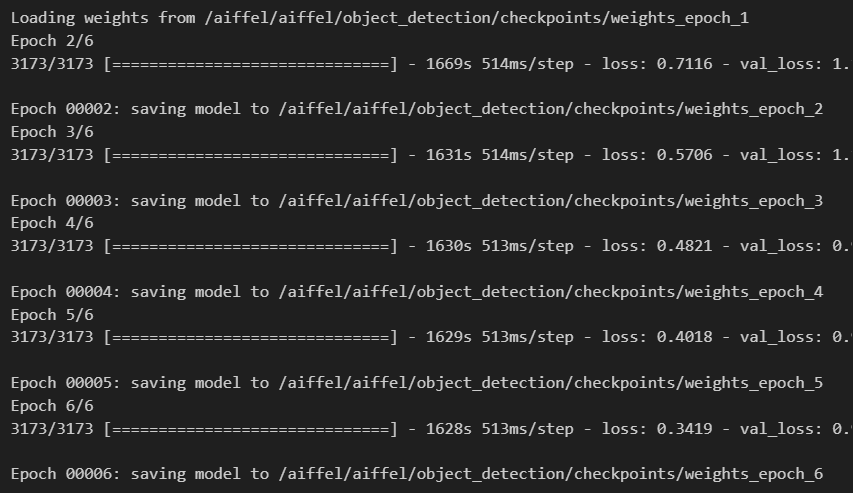 Loading weights from /aiffel/aiffel/object_detection/checkpoints/weights_epoch_1
Epoch 2/6
3173/3173 [==============================] - 1669s 514ms/step - loss: 0.7116 - val_loss: 1.
Epoch 00002: saving model to /aiffel/aiffel/object_detection/checkpoints/weights_epoch_2
Epoch 3/6
3173/3173 [==============================] - 1631s 514ms/step - loss: 0.5706 - val_loss: 1.
Epoch 00003: saving model to /aiffel/aiffel/object_detection/checkpoints/weights_epoch_3
Epoch 4/6
3173/3173 [==============================] - 1630s 513ms/step - loss: 0.4821 - val_loss: 0.
Epoch 00004: saving model to /aiffel/aiffel/object_detection/checkpoints/weights_epoch_4
Epoch 5/6
3173/3173 [==============================] - 1629s 513ms/step - loss: 0.4018 - val_loss: 0.
Epoch 00005: saving model to /aiffel/aiffel/object_detection/checkpoints/weights_epoch_5
Epoch 6/6
3173/3173 [==============================] - 1628s 513ms/step - loss: 0.3419 - val_loss: 0.
Epoch 00006: saving model to /aiffel/aiffel/object_detection/checkpoints/weights_epoch_6